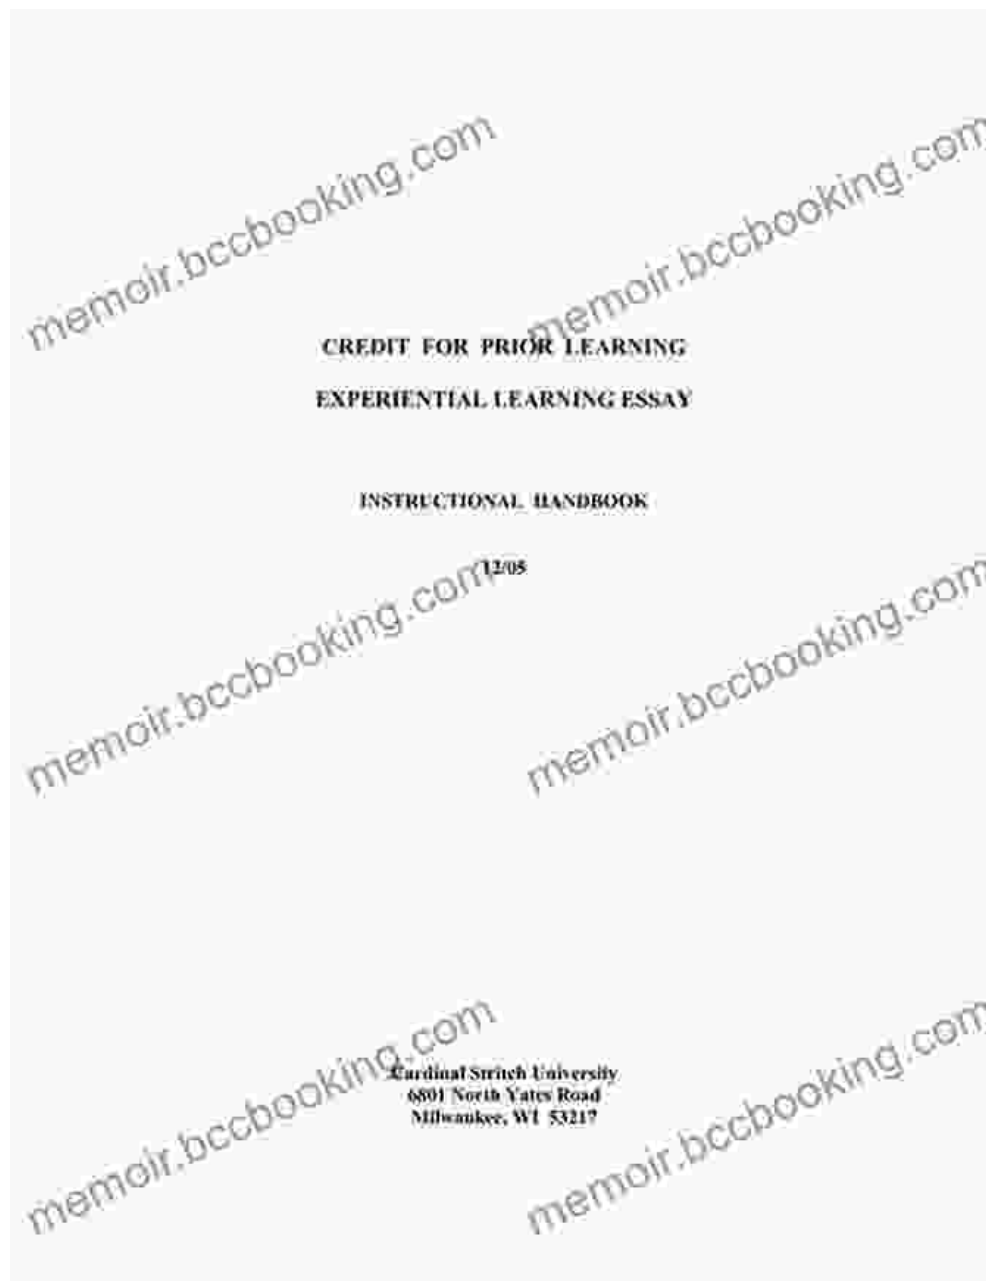 memoir.bccbooking.com
memoir.bccbooking.com
CREDIT FOR PRIOR LEARNING
EXPERIENTIAL LEARNING ESSAY
INSTRUCTIONAL HANDBOOK
12/05
memoir.bccbooking.com
memoir.bccbooking.com
Cardinal Stritch University
6801 North Yates Road
Milwaukee, WI 53217
memoir.bccbooking.com
memoir.bccbooking.com